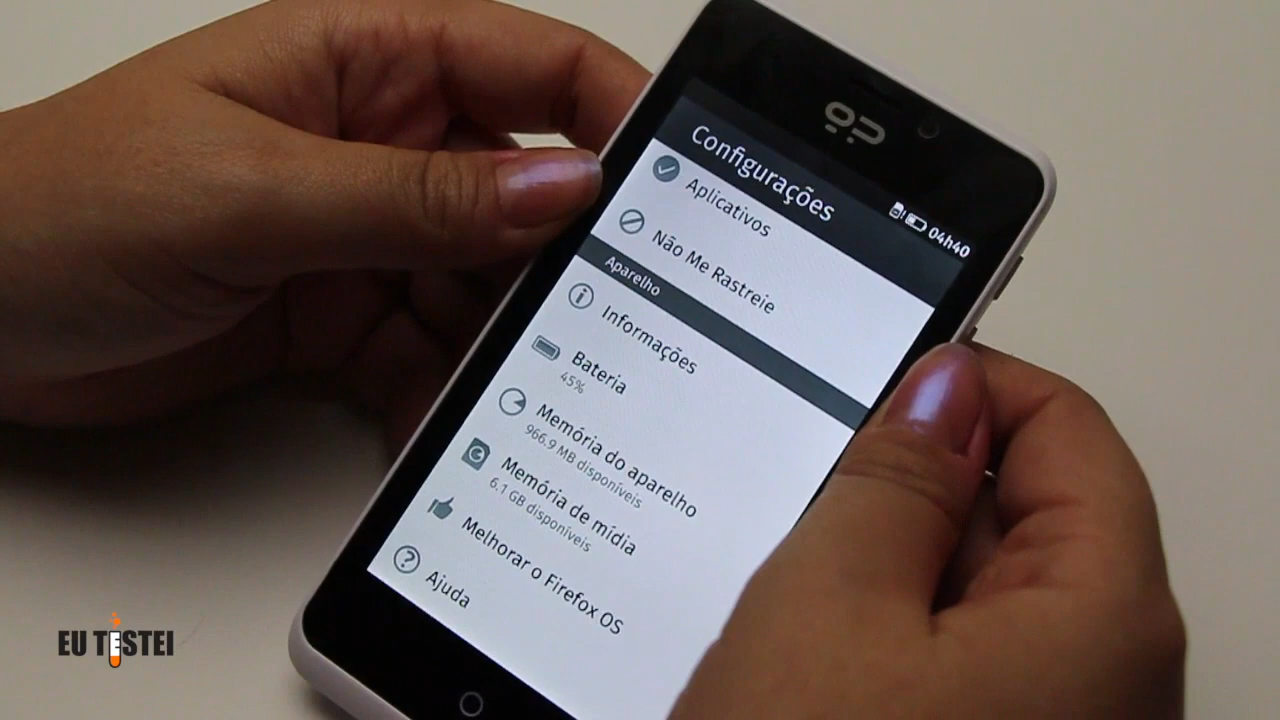 Configurações
04h40
Aplicativos
Não Me Rastreie
Aparelho
Informações
Bateria
45%
Memória do aparelho
966.9 MB disponíveis
Memória de mídia
6.1 GB disponíveis
Melhorar o Firefox OS
Ajuda
EU TESTEI